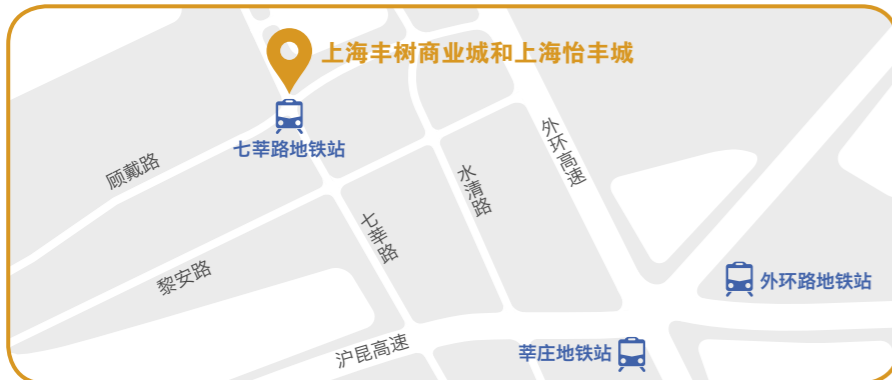 上海丰树商业城和上海怡丰城
七莘路地铁站
顾戴路
外环高速
水清路
七莘路
黎安路
外环路地铁站
沪昆高速
莘庄地铁站